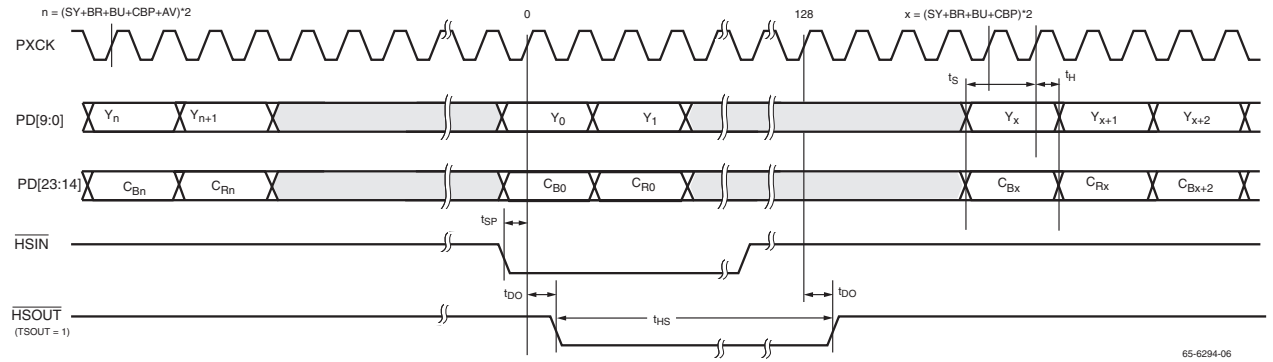 n = (SY+BR+BU+CBP+AV)*2
0
128
x = (SY+BR+BU+CBP)*2
PXCK
tS
tH
PD[9:0]
Yn
Yn+1
Y0
Y1
Yx
Yx+1
Yx+2
PD[23:14]
CBn
CRn
CB0
CR0
CBx
CRx
CBx+2
tSP
HSIN
tDO
tDO
HSOUT
(TSOUT = 1)
tHS
65-6294-06